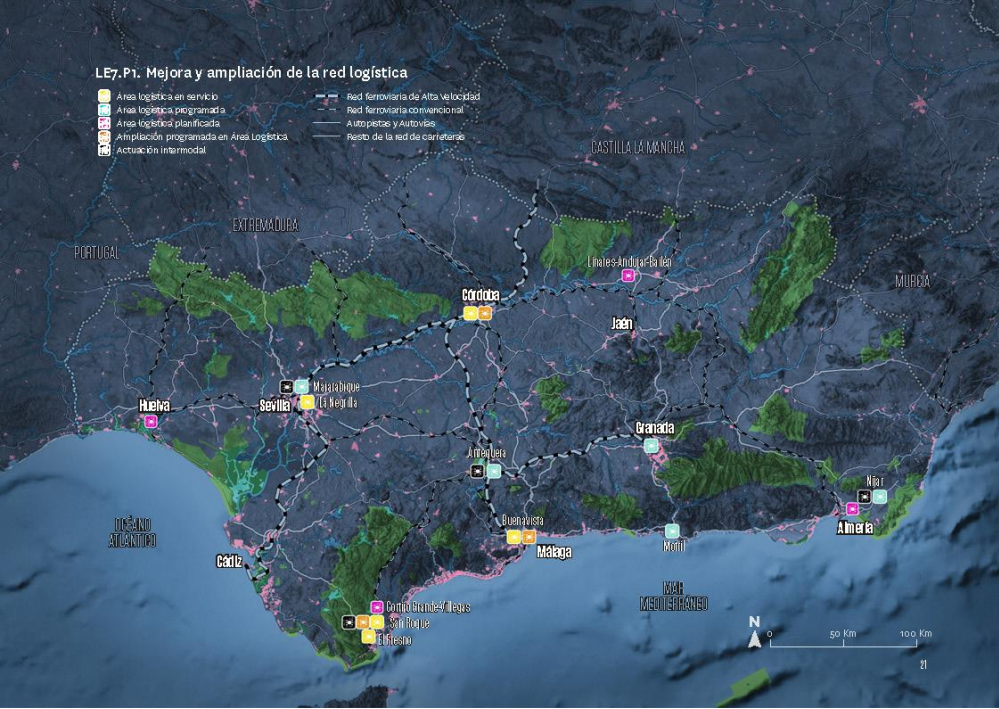 LE7.P1. Mejora y ampliación de la red logística
Área logística en servicio
Área logística programada
Área logística planificada
Ampliación programada en Área Logística
Actuación intermodal
Red ferroviaria de Alta Velocidad
Red ferroviaria convencional
Autopistas y Autovías
Resto de la red de carreteras
CASTILLA LA MANCHA
EXTREMADURA
PORTUGAL
MURCIA
Linares-Andújar-Bailén
Córdoba
Jaén
Majarabique
Sevilla
La Negrilla
Huelva
Granada
Antequera
Níjar
Almería
Buenavista
Málaga
Motril
OCÉANO
ATLÁNTICO
Cádiz
MAR
MEDITERRÁNEO
Cortijo Grande-Villegas
San Roque
El Fresno
N
0
50 Km
100 Km
21